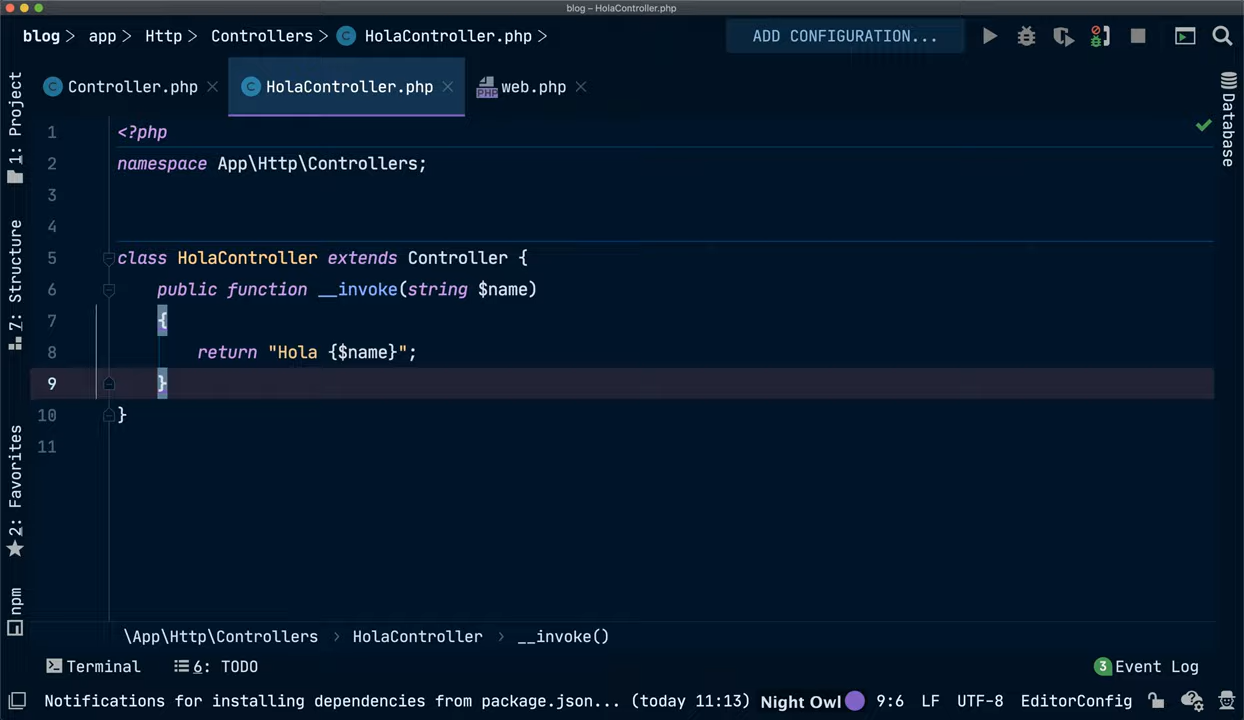 blog – HolaController.php
blog > app > Http > Controllers > C HolaController.php >
ADD CONFIGURATION...
C Controller.php
C HolaController.php
PHP web.php
1: Project
7: Structure
2: Favorites
npm
Database
1 <?php
2 namespace App\Http\Controllers;
3
4
5 class HolaController extends Controller {
6 public function __invoke(string $name)
7 {
8 return "Hola {$name}";
9 }
10 }
11
\App\Http\Controllers › HolaController › __invoke()
Terminal 6: TODO
3 Event Log
Notifications for installing dependencies from package.json... (today 11:13) Night Owl 9:6 LF UTF-8 EditorConfig